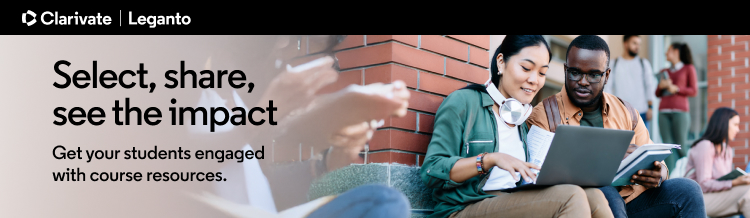 Clarivate | Leganto
Select, share,
see the impact
Get your students engaged
with course resources.